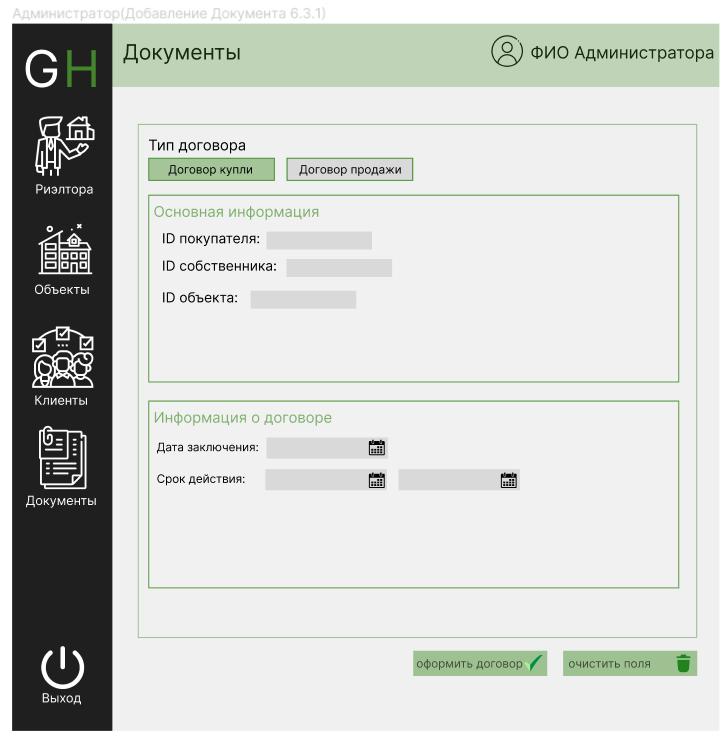 Администратор(Добавление Документа 6.3.1)
GH
Документы
ФИО Администратора
Риэлтора
Объекты
Клиенты
Документы
Выход
Тип договора
Договор купли
Договор продажи
Основная информация
ID покупателя:
ID собственника:
ID объекта:
Информация о договоре
Дата заключения:
Срок действия:
оформить договор
очистить поля